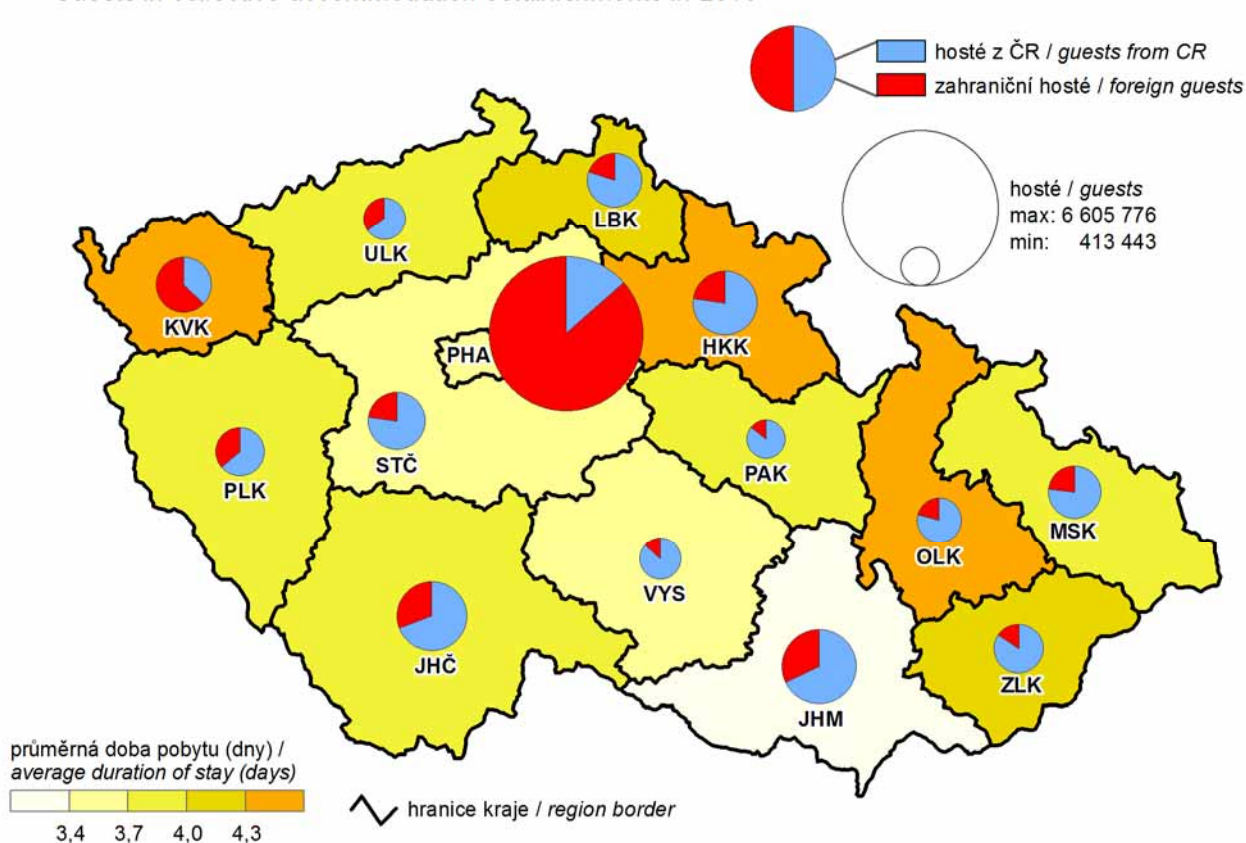 hosté z ČR / guests from CR
zahraniční hosté / foreign guests
hosté / guests
max: 6 605 776
min: 413 443
LBK
ULK
KVK
HKK
PHA
STČ
PAK
PLK
MSK
OLK
VYS
JHČ
ZLK
JHM
průměrná doba pobytu (dny) /
average duration of stay (days)
3,4 3,7 4,0 4,3
hranice kraje / region border